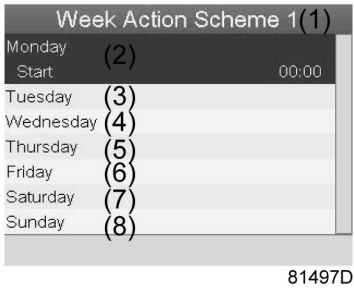 Week Action Scheme 1(1)
Monday (2)
Start 00:00
Tuesday (3)
Wednesday (4)
Thursday (5)
Friday (6)
Saturday (7)
Sunday (8)
81497D